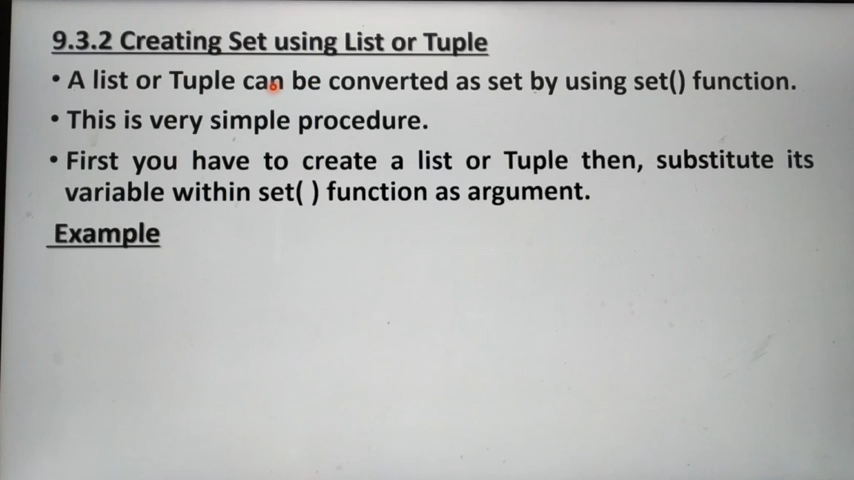 9.3.2 Creating Set using List or Tuple
• A list or Tuple can be converted as set by using set() function.
• This is very simple procedure.
• First you have to create a list or Tuple then, substitute its
variable within set( ) function as argument.
Example